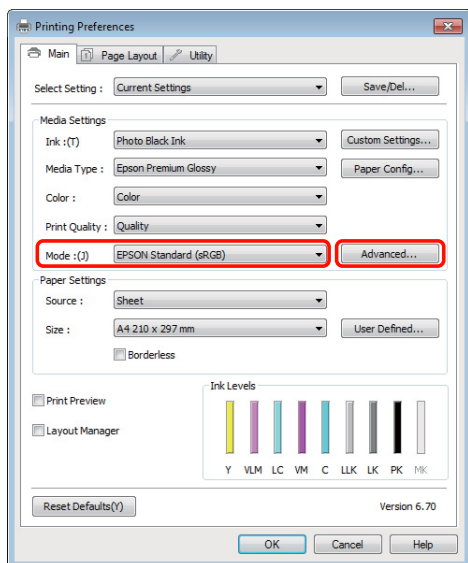 Printing Preferences
Main Page Layout Utility
Select Setting : Current Settings Save/Del...
Media Settings
Ink :(T) Photo Black Ink Custom Settings...
Media Type : Epson Premium Glossy Paper Config...
Color : Color
Print Quality : Quality
Mode :(J) EPSON Standard (sRGB) Advanced...
Paper Settings
Source : Sheet
Size : A4 210 x 297 mm User Defined...
Borderless
Print Preview
Layout Manager
Ink Levels
Y VLM LC VM C LLK LK PK MK
Reset Defaults(Y) Version 6.70
OK Cancel Help